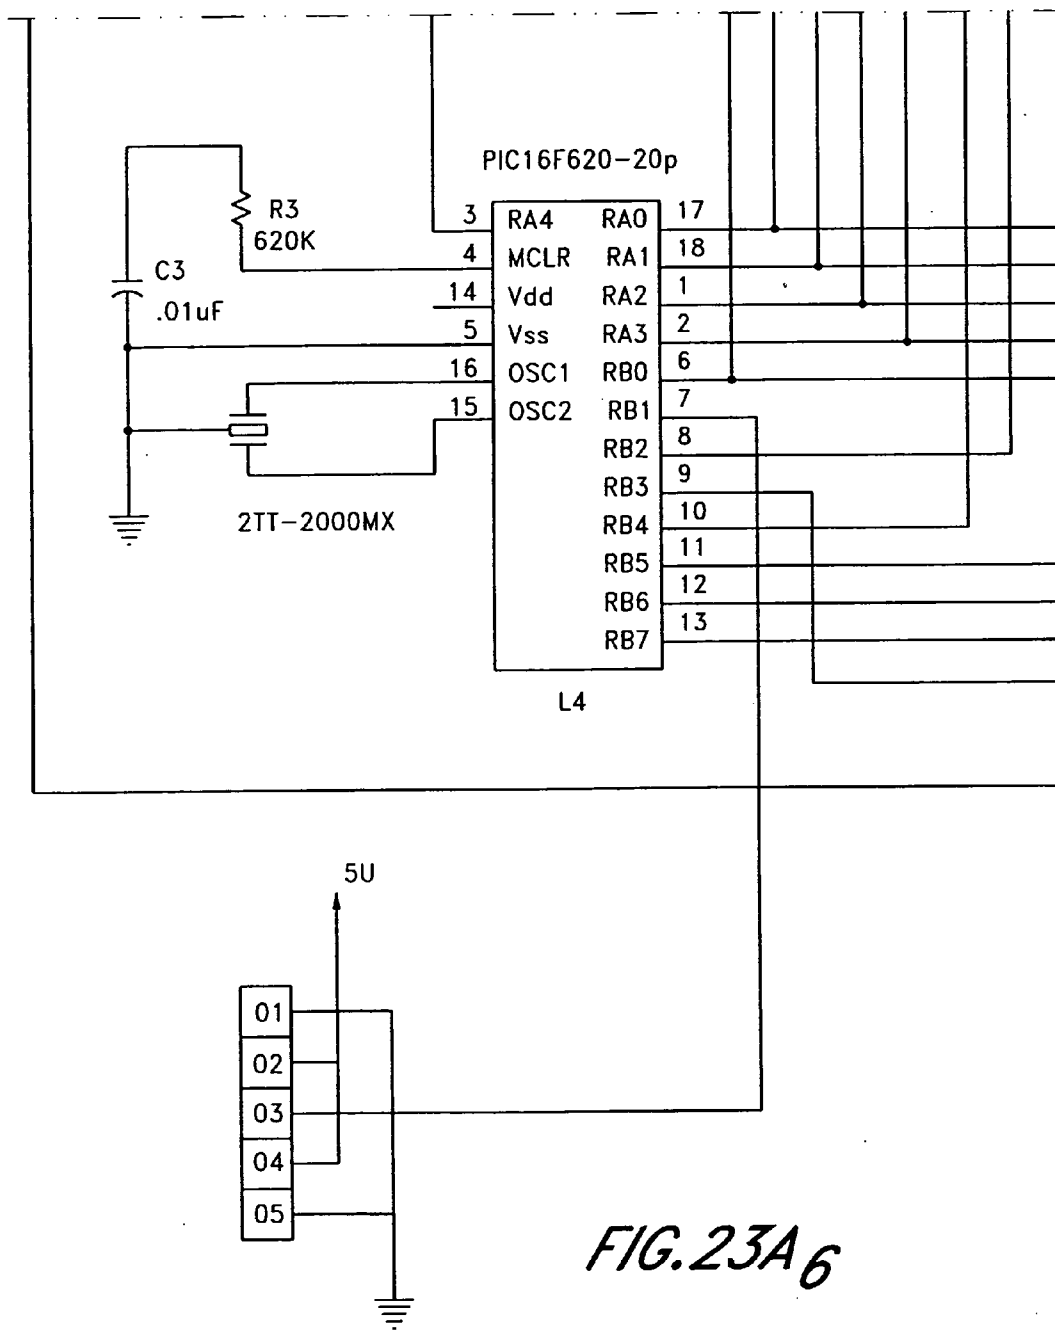 PIC16F620-20p
R3
620K
C3
.01uF
3 RA4 RA0 17
4 MCLR RA1 18
14 Vdd RA2 1
5 Vss RA3 2
16 OSC1 RB0 6
15 OSC2 RB1 7
RB2 8
RB3 9
RB4 10
RB5 11
RB6 12
RB7 13
2TT-2000MX
L4
5U
01
02
03
04
05
FIG.23A6